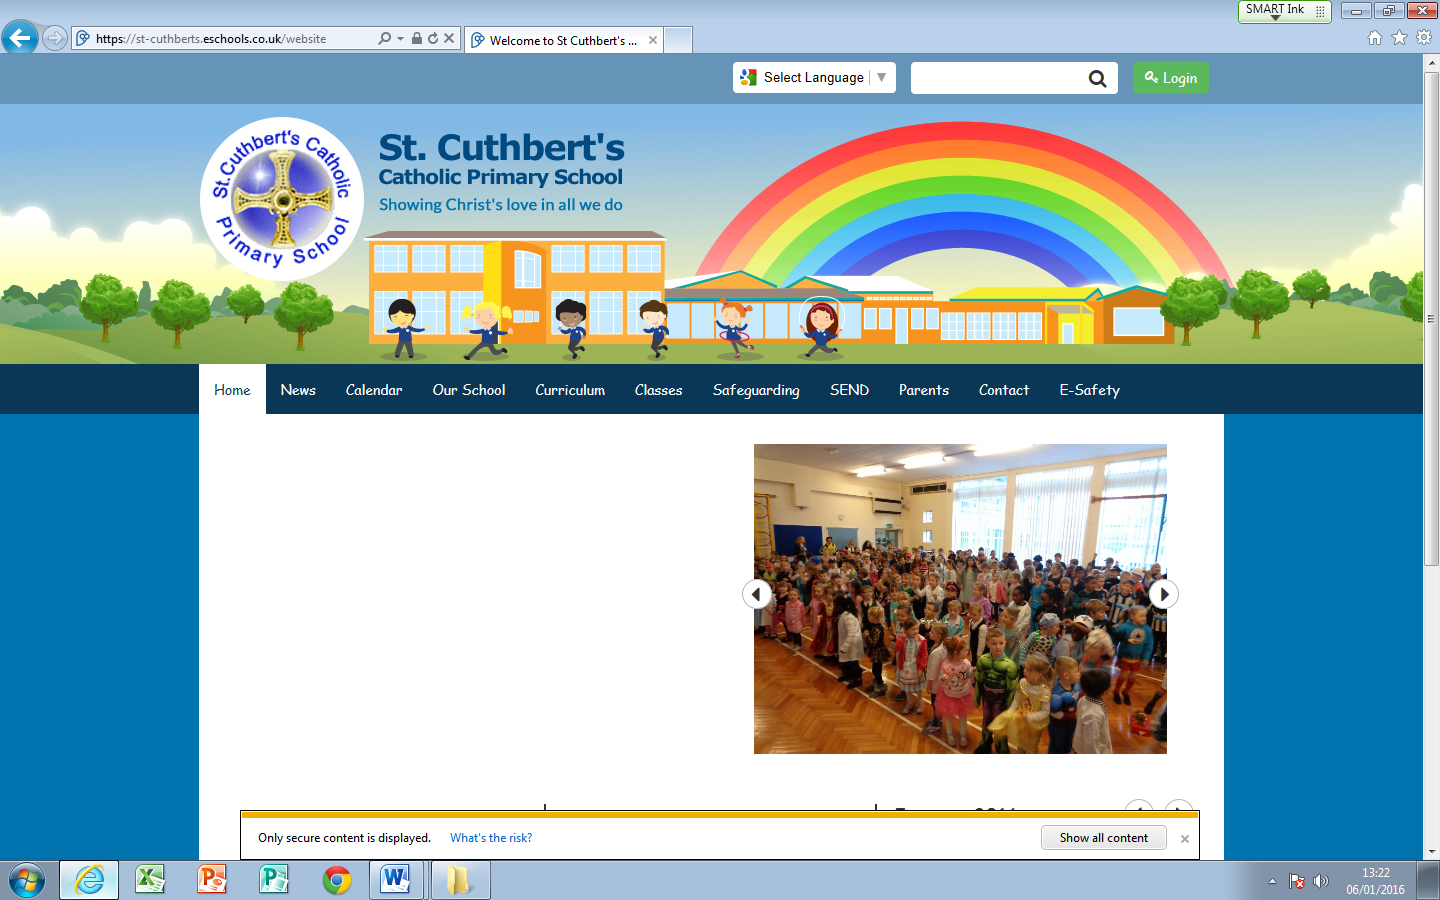 SMART Ink
https://st-cuthberts.eschools.co.uk/website
Welcome to St Cuthbert's ...
Select Language
Login
St.Cuthbert's Catholic Primary School
St. Cuthbert's
Catholic Primary School
Showing Christ's love in all we do
Home News Calendar Our School Curriculum Classes Safeguarding SEND Parents Contact E-Safety
Only secure content is displayed. What's the risk? Show all content
13:22
06/01/2016